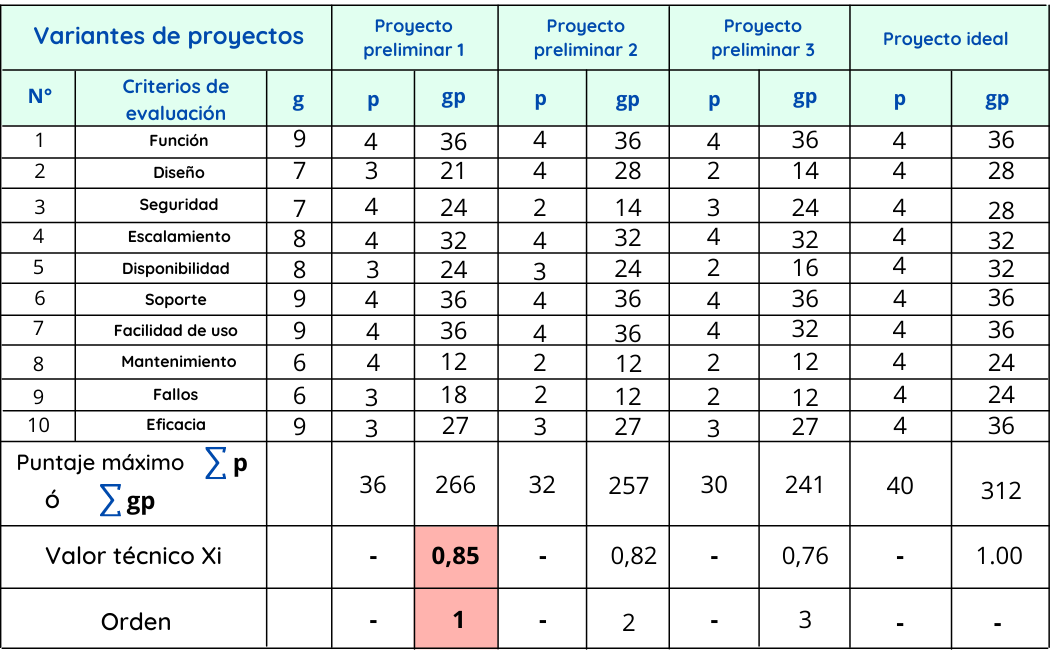 Variantes de proyectos Proyecto preliminar 1 Proyecto preliminar 2 Proyecto preliminar 3 Proyecto ideal
N° Criterios de evaluación g p gp p gp p gp p gp
1 Función 9 4 36 4 36 4 36 4 36
2 Diseño 7 3 21 4 28 2 14 4 28
3 Seguridad 7 4 24 2 14 3 24 4 28
4 Escalamiento 8 4 32 4 32 4 32 4 32
5 Disponibilidad 8 3 24 3 24 2 16 4 32
6 Soporte 9 4 36 4 36 4 36 4 36
7 Facilidad de uso 9 4 36 4 36 4 32 4 36
8 Mantenimiento 6 4 12 2 12 2 12 4 24
9 Fallos 6 3 18 2 12 2 12 4 24
10 Eficacia 9 3 27 3 27 3 27 4 36
Puntaje máximo ∑ p ó ∑ gp 36 266 32 257 30 241 40 312
Valor técnico Xi - 0,85 - 0,82 - 0,76 - 1.00
Orden - 1 - 2 - 3 - -